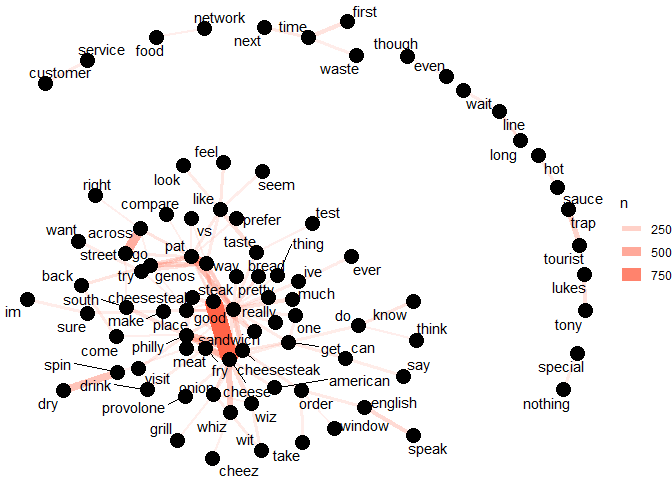 network
first
next
time
food
though
service
waste
even
customer
wait
line
long
feel
hot
look
seem
right
like
sauce
n
compare
trap
250
prefer
test
want
across
vs
500
taste
thing
street
go
pat
tourist
750
way
bread
ive
ever
back
try
genos
lukes
south
cheesesteak
steak
pretty
much
im
make
really
know
sure
place
good
one
do
tony
think
come
philly
sandwich
get
can
special
spin
meat
fry
cheesesteak
say
drink
visit
american
dry
onion
cheese
order
english
nothing
provolone
wiz
window
grill
whiz
wit
take
speak
cheez